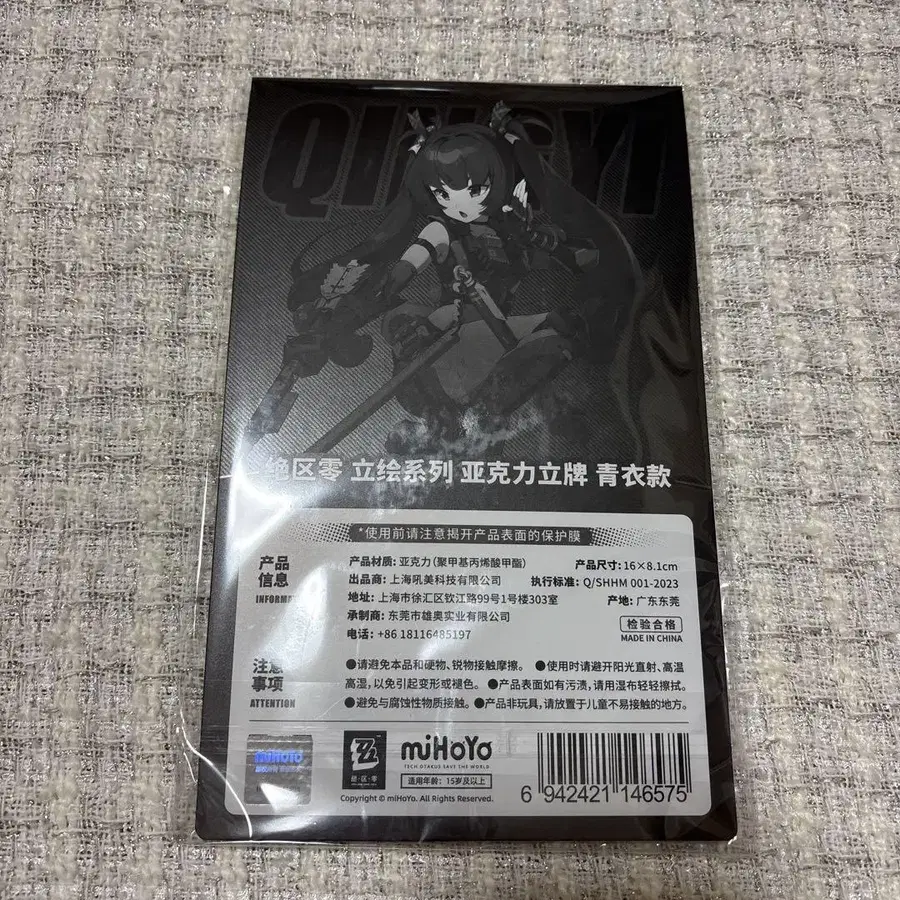 QINGYI
绝区零 立绘系列 亚克力立牌 青衣款
*使用前请注意揭开产品表面的保护膜
产品
信息
INFORMA
产品材质: 亚克力(聚甲基丙烯酸甲酯)
产品尺寸: 16×8.1cm
出品商: 上海吼美科技有限公司
执行标准: Q/SHHM 001-2023
地址: 上海市徐汇区钦江路99号1号楼303室
产地: 广东东莞
承制商: 东莞市雄奥实业有限公司
检验合格
电话: +86 18116485197
MADE IN CHINA
注意
事项
ATTENTION
●请避免本品和硬物、锐物接触摩擦。 ●使用时请避开阳光直射、高温
高湿,以免引起变形或褪色。 ●产品表面如有污渍,请用湿布轻轻擦拭。
●避免与腐蚀性物质接触。 ●产品非玩具,请放置于儿童不易接触的地方。
miHoYo
绝·区·零
miHoYo
TECH OTAKUS SAVE THE WORLD
适用年龄: 15岁及以上
Copyright © miHoYo. All Rights Reserved.
6 942421 146575